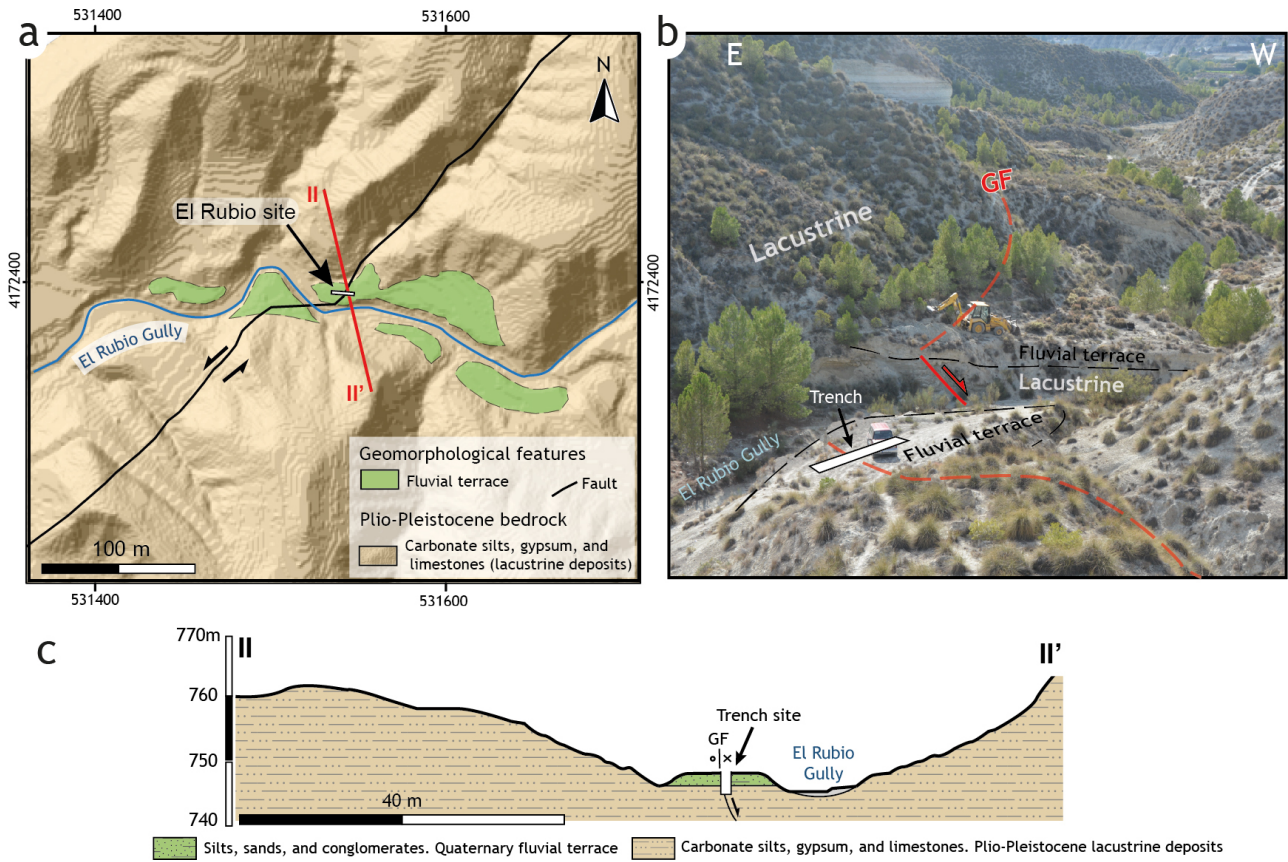 531400
531600
a
N
II
El Rubio site
4172400
4172400
El Rubio Gully
II'
Geomorphological features
Fluvial terrace
Fault
Plio-Pleistocene bedrock
Carbonate silts, gypsum, and
limestones (lacustrine deposits)
100 m
531400
531600
b
E
W
GF
Lacustrine
Fluvial terrace
Lacustrine
Trench
Fluvial terrace
El Rubio Gully
c
770m
II
II'
760
750
740
Trench site
GF
El Rubio
Gully
40 m
Silts, sands, and conglomerates. Quaternary fluvial terrace
Carbonate silts, gypsum, and limestones. Plio-Pleistocene lacustrine deposits